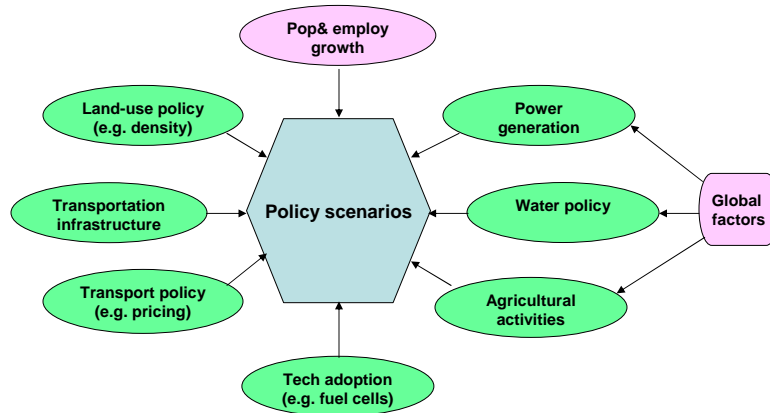 Pop& employ
growth
Land-use policy
(e.g. density)
Power
generation
Transportation
infrastructure
Policy scenarios
Water policy
Global
factors
Transport policy
(e.g. pricing)
Agricultural
activities
Tech adoption
(e.g. fuel cells)